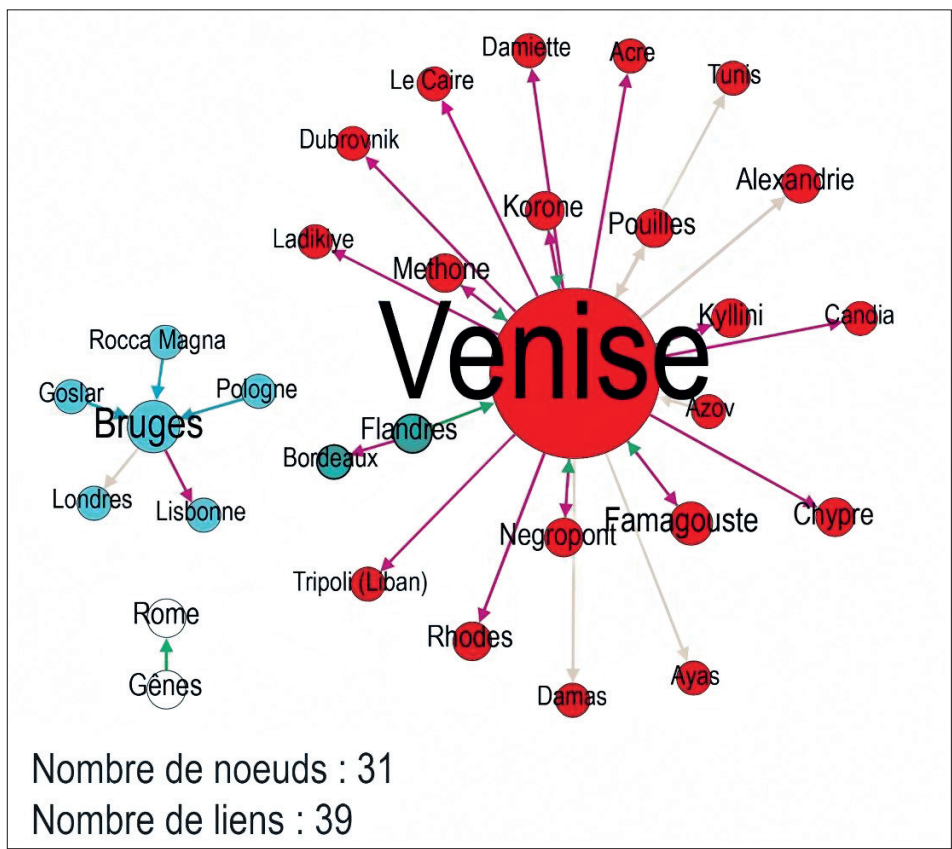 Damiette
Acre
Le Caire
Tunis
Dubrovnik
Alexandrie
Korone
Pouilles
Ladikiye
Methone
Venise
Kyllini
Candia
Rocca Magna
Goslar
Pologne
Bruges
Azov
Flandres
Bordeaux
Londres
Lisbonne
Negropont
Famagouste
Chypre
Tripoli (Liban)
Rhodes
Damas
Ayas
Rome
Gênes
Nombre de noeuds : 31
Nombre de liens : 39